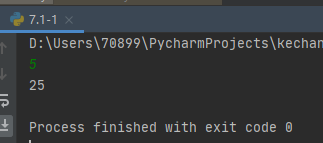 7.1-1
D:\Users\70899\PycharmProjects\kechan
5
25
Process finished with exit code 0